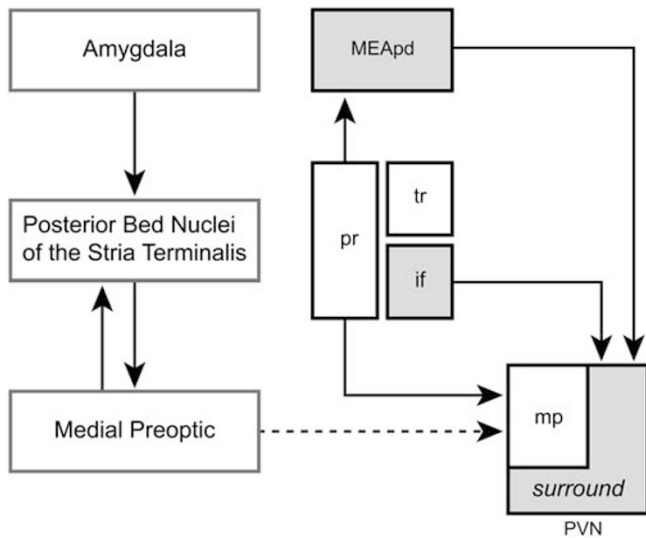 Amygdala
MEApd
Posterior Bed Nuclei
of the Stria Terminalis
pr
tr
if
Medial Preoptic
mp
surround
PVN